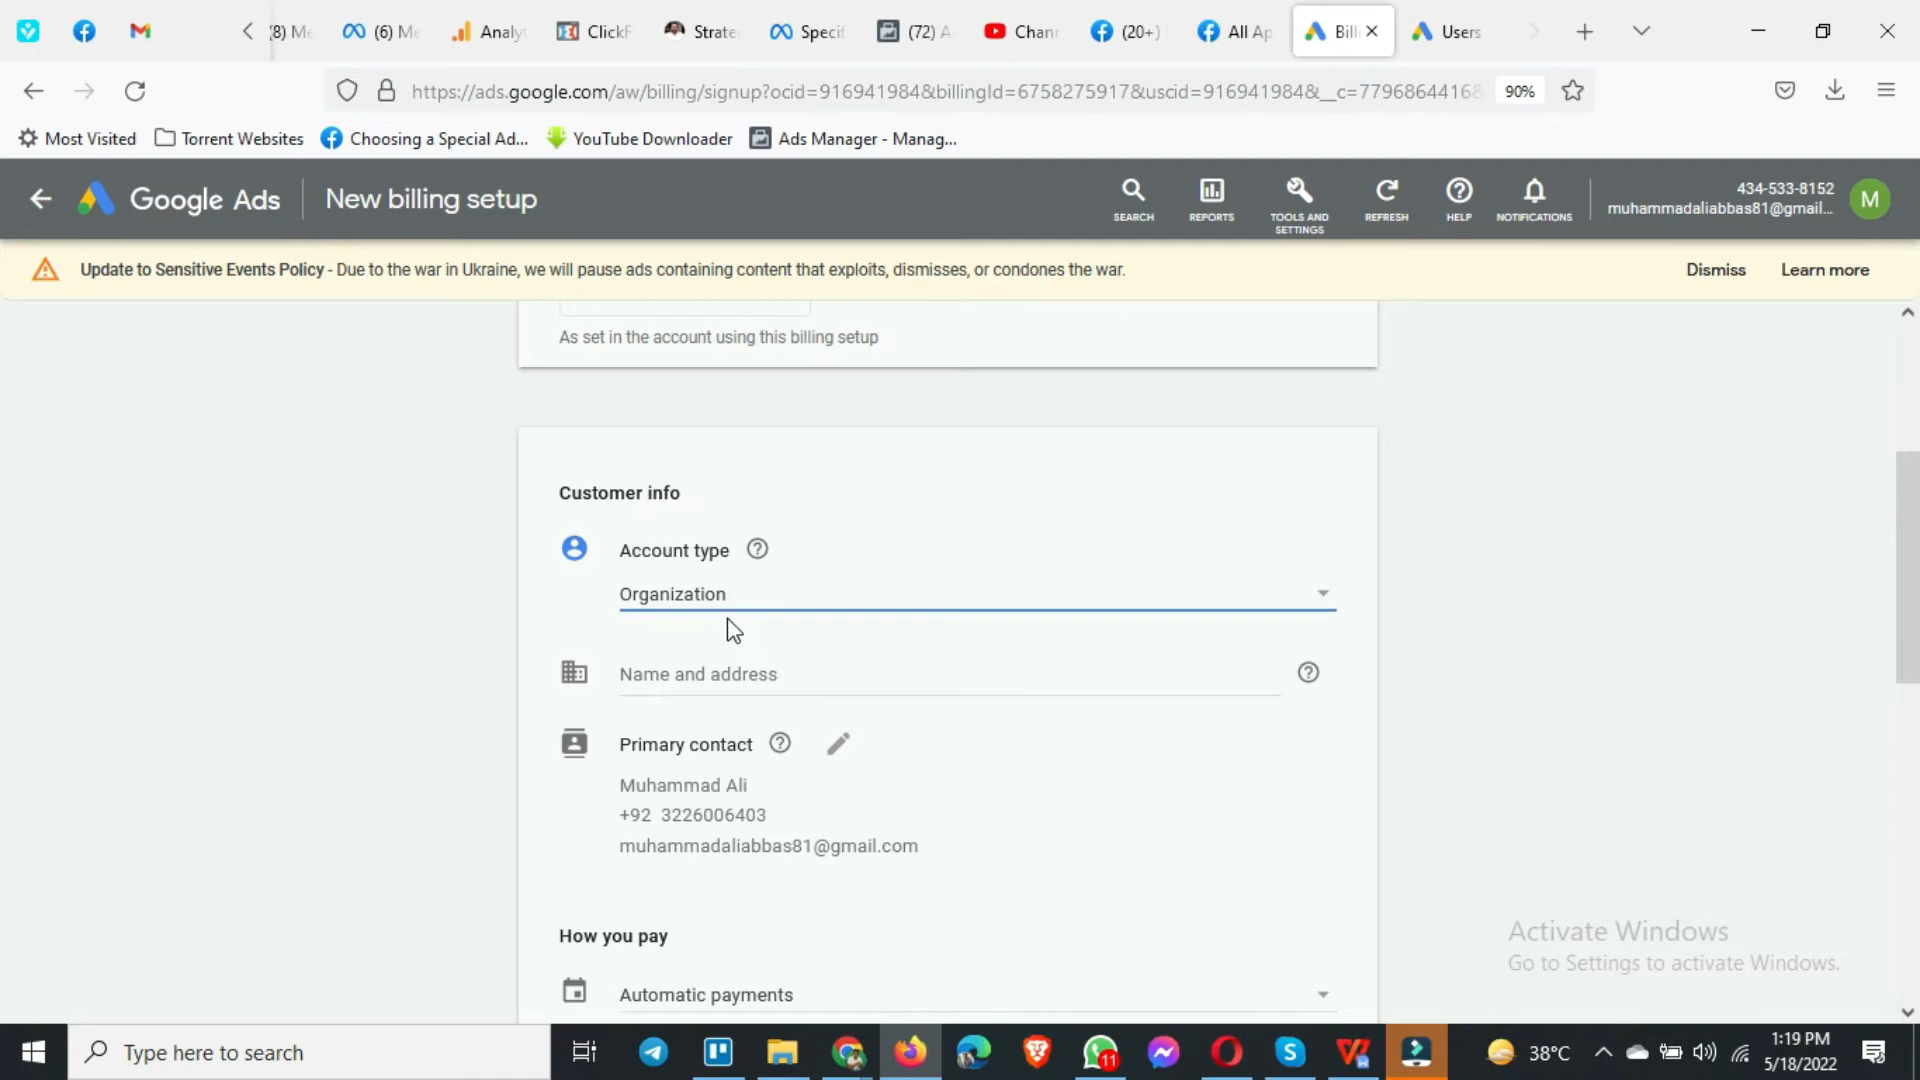 (8) Me
(6) Me
Analyt
ClickF
Strate
Specif
(72) A
Chan
(20+)
All Ap
Bill
Users
https://ads.google.com/aw/billing/signup?ocid=916941984&billingId=6758275917&uscid=916941984&__c=77968644168
90%
Most Visited
Torrent Websites
Choosing a Special Ad...
YouTube Downloader
Ads Manager - Manag...
Google Ads
New billing setup
SEARCH
REPORTS
TOOLS AND SETTINGS
REFRESH
HELP
NOTIFICATIONS
434-533-8152
muhammadaliabbas81@gmail...
M
Update to Sensitive Events Policy - Due to the war in Ukraine, we will pause ads containing content that exploits, dismisses, or condones the war.
Dismiss
Learn more
As set in the account using this billing setup
Customer info
Account type
Organization
Name and address
Primary contact
Muhammad Ali
+92 3226006403
muhammadaliabbas81@gmail.com
How you pay
Automatic payments
Activate Windows
Go to Settings to activate Windows.
Type here to search
11
38°C
1:19 PM
5/18/2022